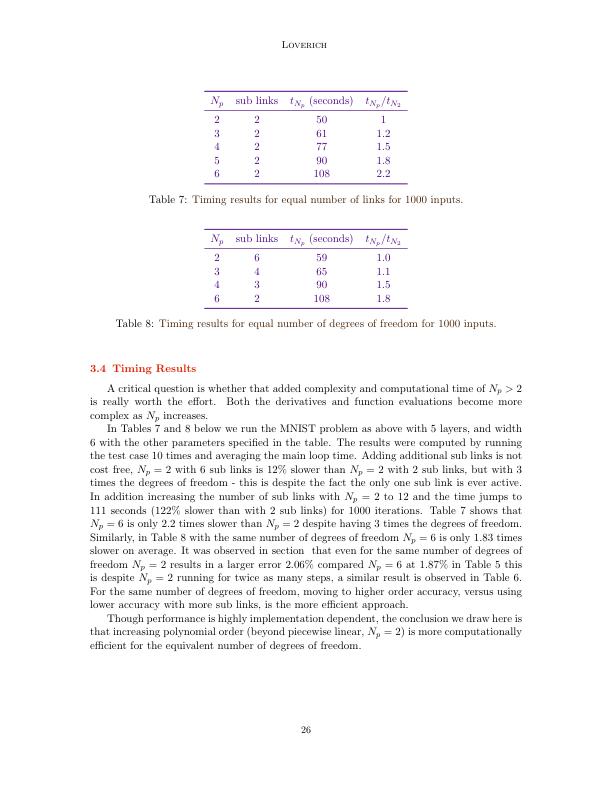 LOVERICH
N_p sub links t_{N_p} (seconds) t_{N_p}/t_{N_2}
2 2 50 1
3 2 61 1.2
4 2 77 1.5
5 2 90 1.8
6 2 108 2.2
Table 7: Timing results for equal number of links for 1000 inputs.
N_p sub links t_{N_p} (seconds) t_{N_p}/t_{N_2}
2 6 59 1.0
3 4 65 1.1
4 3 90 1.5
6 2 108 1.8
Table 8: Timing results for equal number of degrees of freedom for 1000 inputs.
3.4 Timing Results
A critical question is whether that added complexity and computational time of N_p > 2
is really worth the effort. Both the derivatives and function evaluations become more
complex as N_p increases.
In Tables 7 and 8 below we run the MNIST problem as above with 5 layers, and width
6 with the other parameters specified in the table. The results were computed by running
the test case 10 times and averaging the main loop time. Adding additional sub links is not
cost free, N_p = 2 with 6 sub links is 12% slower than N_p = 2 with 2 sub links, but with 3
times the degrees of freedom - this is despite the fact the only one sub link is ever active.
In addition increasing the number of sub links with N_p = 2 to 12 and the time jumps to
111 seconds (122% slower than with 2 sub links) for 1000 iterations. Table 7 shows that
N_p = 6 is only 2.2 times slower than N_p = 2 despite having 3 times the degrees of freedom.
Similarly, in Table 8 with the same number of degrees of freedom N_p = 6 is only 1.83 times
slower on average. It was observed in section that even for the same number of degrees of
freedom N_p = 2 results in a larger error 2.06% compared N_p = 6 at 1.87% in Table 5 this
is despite N_p = 2 running for twice as many steps, a similar result is observed in Table 6.
For the same number of degrees of freedom, moving to higher order accuracy, versus using
lower accuracy with more sub links, is the more efficient approach.
Though performance is highly implementation dependent, the conclusion we draw here is
that increasing polynomial order (beyond piecewise linear, N_p = 2) is more computationally
efficient for the equivalent number of degrees of freedom.
26